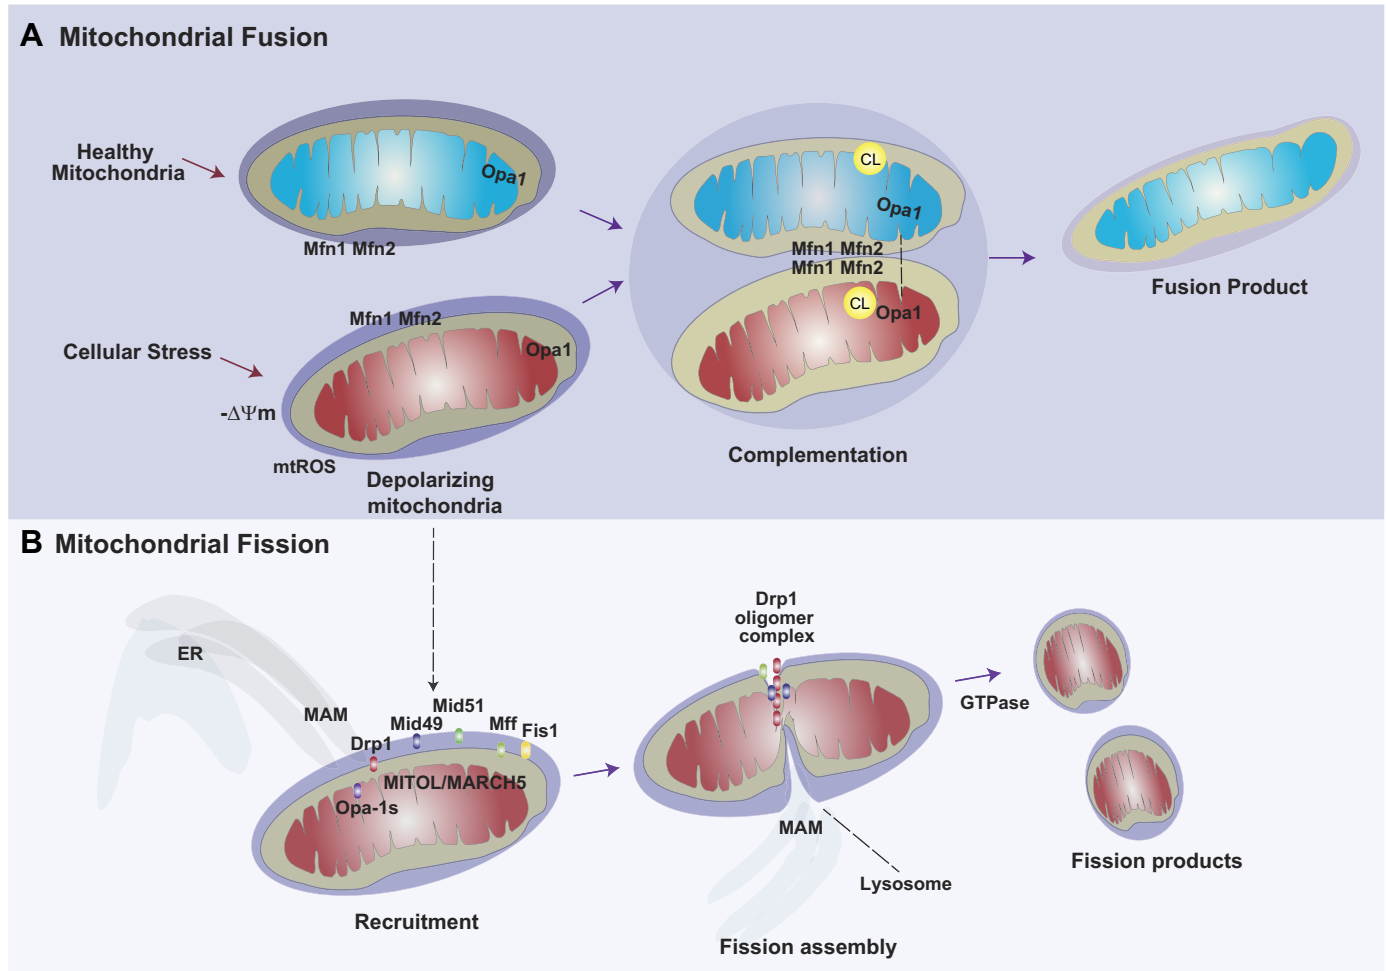 A Mitochondrial Fusion
Healthy
Mitochondria
Opa1
Mfn1 Mfn2
Cellular Stress
-ΔΨm
mtROS
Mfn1 Mfn2
Opa1
Depolarizing
mitochondria
CL
Opa1
Mfn1 Mfn2
Mfn1 Mfn2
CL
Opa1
Complementation
Fusion Product
B Mitochondrial Fission
ER
MAM
Drp1
Mid49
Mid51
Mff
Fis1
MITOL/MARCH5
Opa-1s
Recruitment
Drp1
oligomer
complex
MAM
Lysosome
Fission assembly
GTPase
Fission products